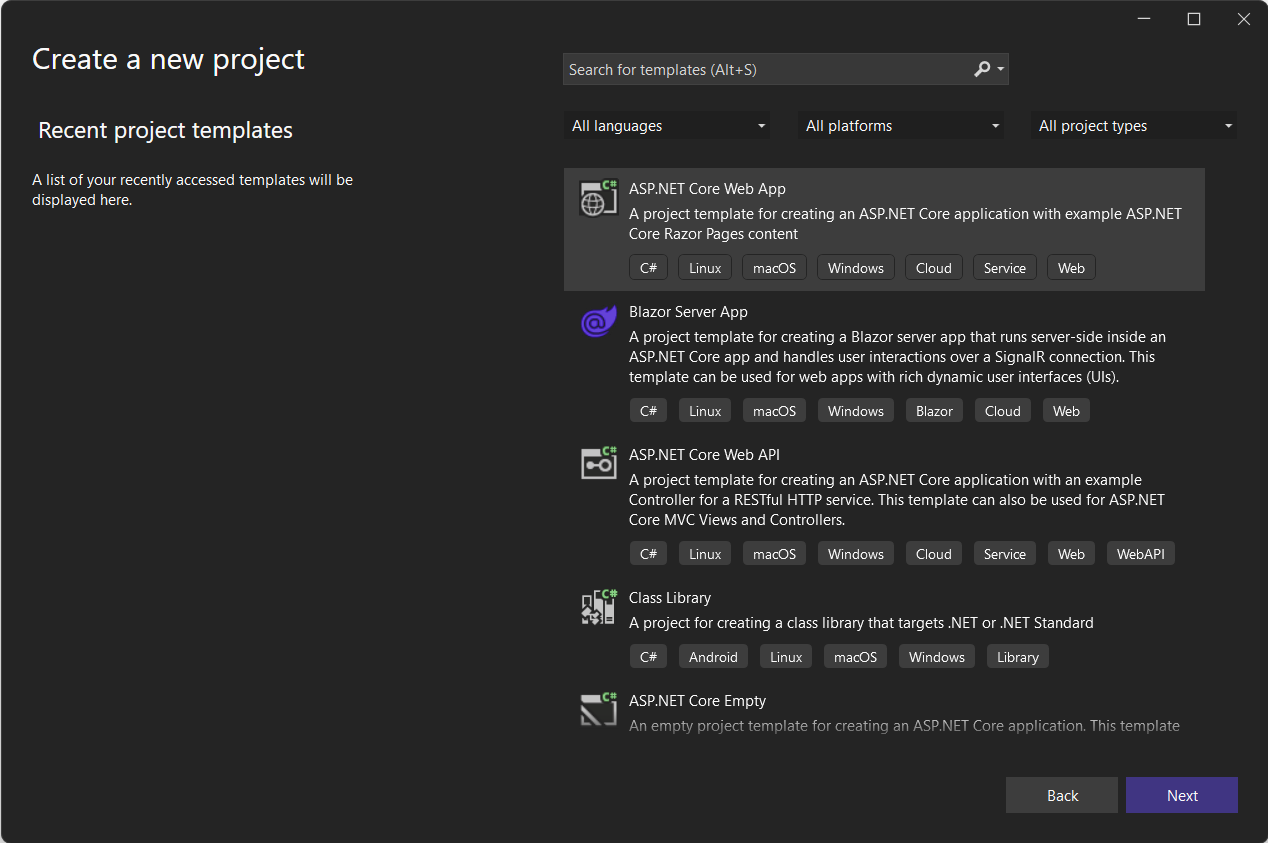 Create a new project
Search for templates (Alt+S)
Recent project templates
All languages
All platforms
All project types
A list of your recently accessed templates will be
displayed here.
C#
ASP.NET Core Web App
A project template for creating an ASP.NET Core application with example ASP.NET
Core Razor Pages content
C# Linux macOS Windows Cloud Service Web
Blazor Server App
A project template for creating a Blazor server app that runs server-side inside an
ASP.NET Core app and handles user interactions over a SignalR connection. This
template can be used for web apps with rich dynamic user interfaces (UIs).
C# Linux macOS Windows Blazor Cloud Web
C#
ASP.NET Core Web API
A project template for creating an ASP.NET Core application with an example
Controller for a RESTful HTTP service. This template can also be used for ASP.NET
Core MVC Views and Controllers.
C# Linux macOS Windows Cloud Service Web WebAPI
C#
Class Library
A project for creating a class library that targets .NET or .NET Standard
C# Android Linux macOS Windows Library
C#
ASP.NET Core Empty
An empty project template for creating an ASP.NET Core application. This template
Back
Next